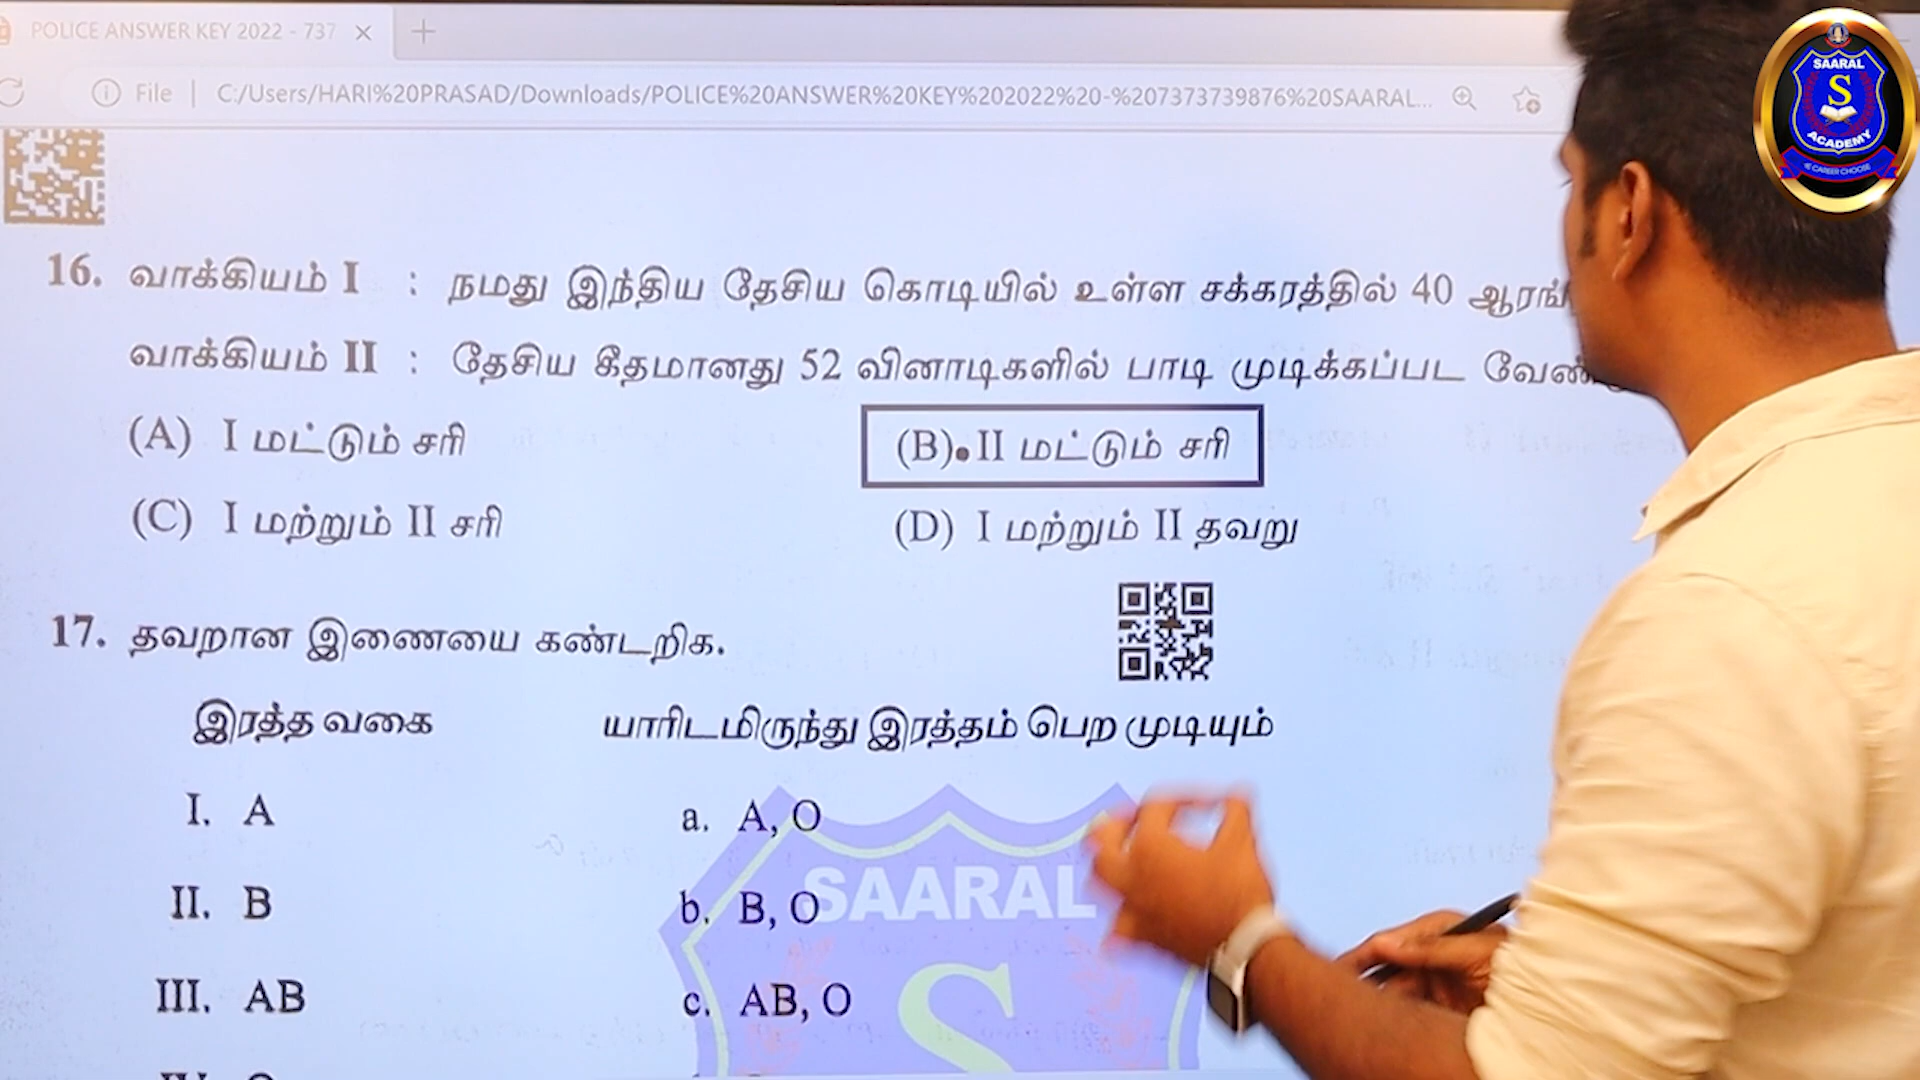 POLICE ANSWER KEY 2022 - 737
File | C:/Users/HARI%20PRASAD/Downloads/POLICE%20ANSWER%20KEY%202022%20-%207373739876%20SAARAL...
SAARAL
S
ACADEMY
16. வாக்கியம் I : நமது இந்திய தேசிய கொடியில் உள்ள சக்கரத்தில் 40
வாக்கியம் II : தேசிய கீதமானது 52 வினாடிகளில் பாடி முடிக்கப்பட
(A) I மட்டும் சரி
(B) II மட்டும் சரி
(C) I மற்றும் II சரி
(D) I மற்றும் II தவறு
17. தவறான இணையை கண்டறிக.
இரத்த வகை யாரிடமிருந்து இரத்தம் பெற முடியும்
I. A a. A, O
II. B b. B, O
III. AB c. AB, O
SAARAL
S